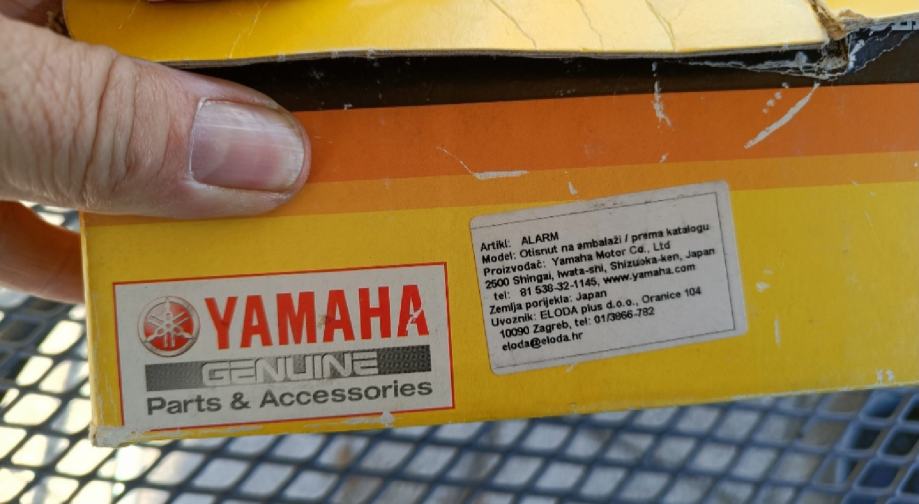 YAMAHA
GENUINE
Parts & Accessories
Artikl: ALARM
Model: Otisnut na ambalaži / prema katalogu
Proizvođač: Yamaha Motor Co., Ltd
2500 Shingai, Iwata-shi, Shizuoka-ken, Japan
tel: 81 538-32-1145, www.yamaha.com
Zemlja porijekla: Japan
Uvoznik: ELODA plus d.o.o., Oranice 104
10090 Zagreb, tel: 01/3866-782
eloda@eloda.hr